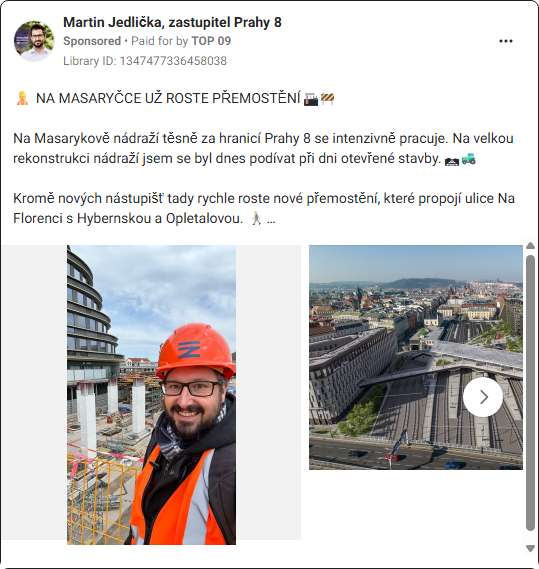 Martin Jedlička, zastupitel Prahy 8
Sponsored • Paid for by TOP 09
Library ID: 1347477336458038
NA MASARYČCE UŽ ROSTE PŘEMOSTĚNÍ
Na Masarykově nádraží těsně za hranicí Prahy 8 se intenzivně pracuje. Na velkou
rekonstrukci nádraží jsem se byl dnes podívat při dni otevřené stavby.
Kromě nových nástupišť tady rychle roste nové přemostění, které propojí ulice Na
Florenci s Hybernskou a Opletalovou. ...